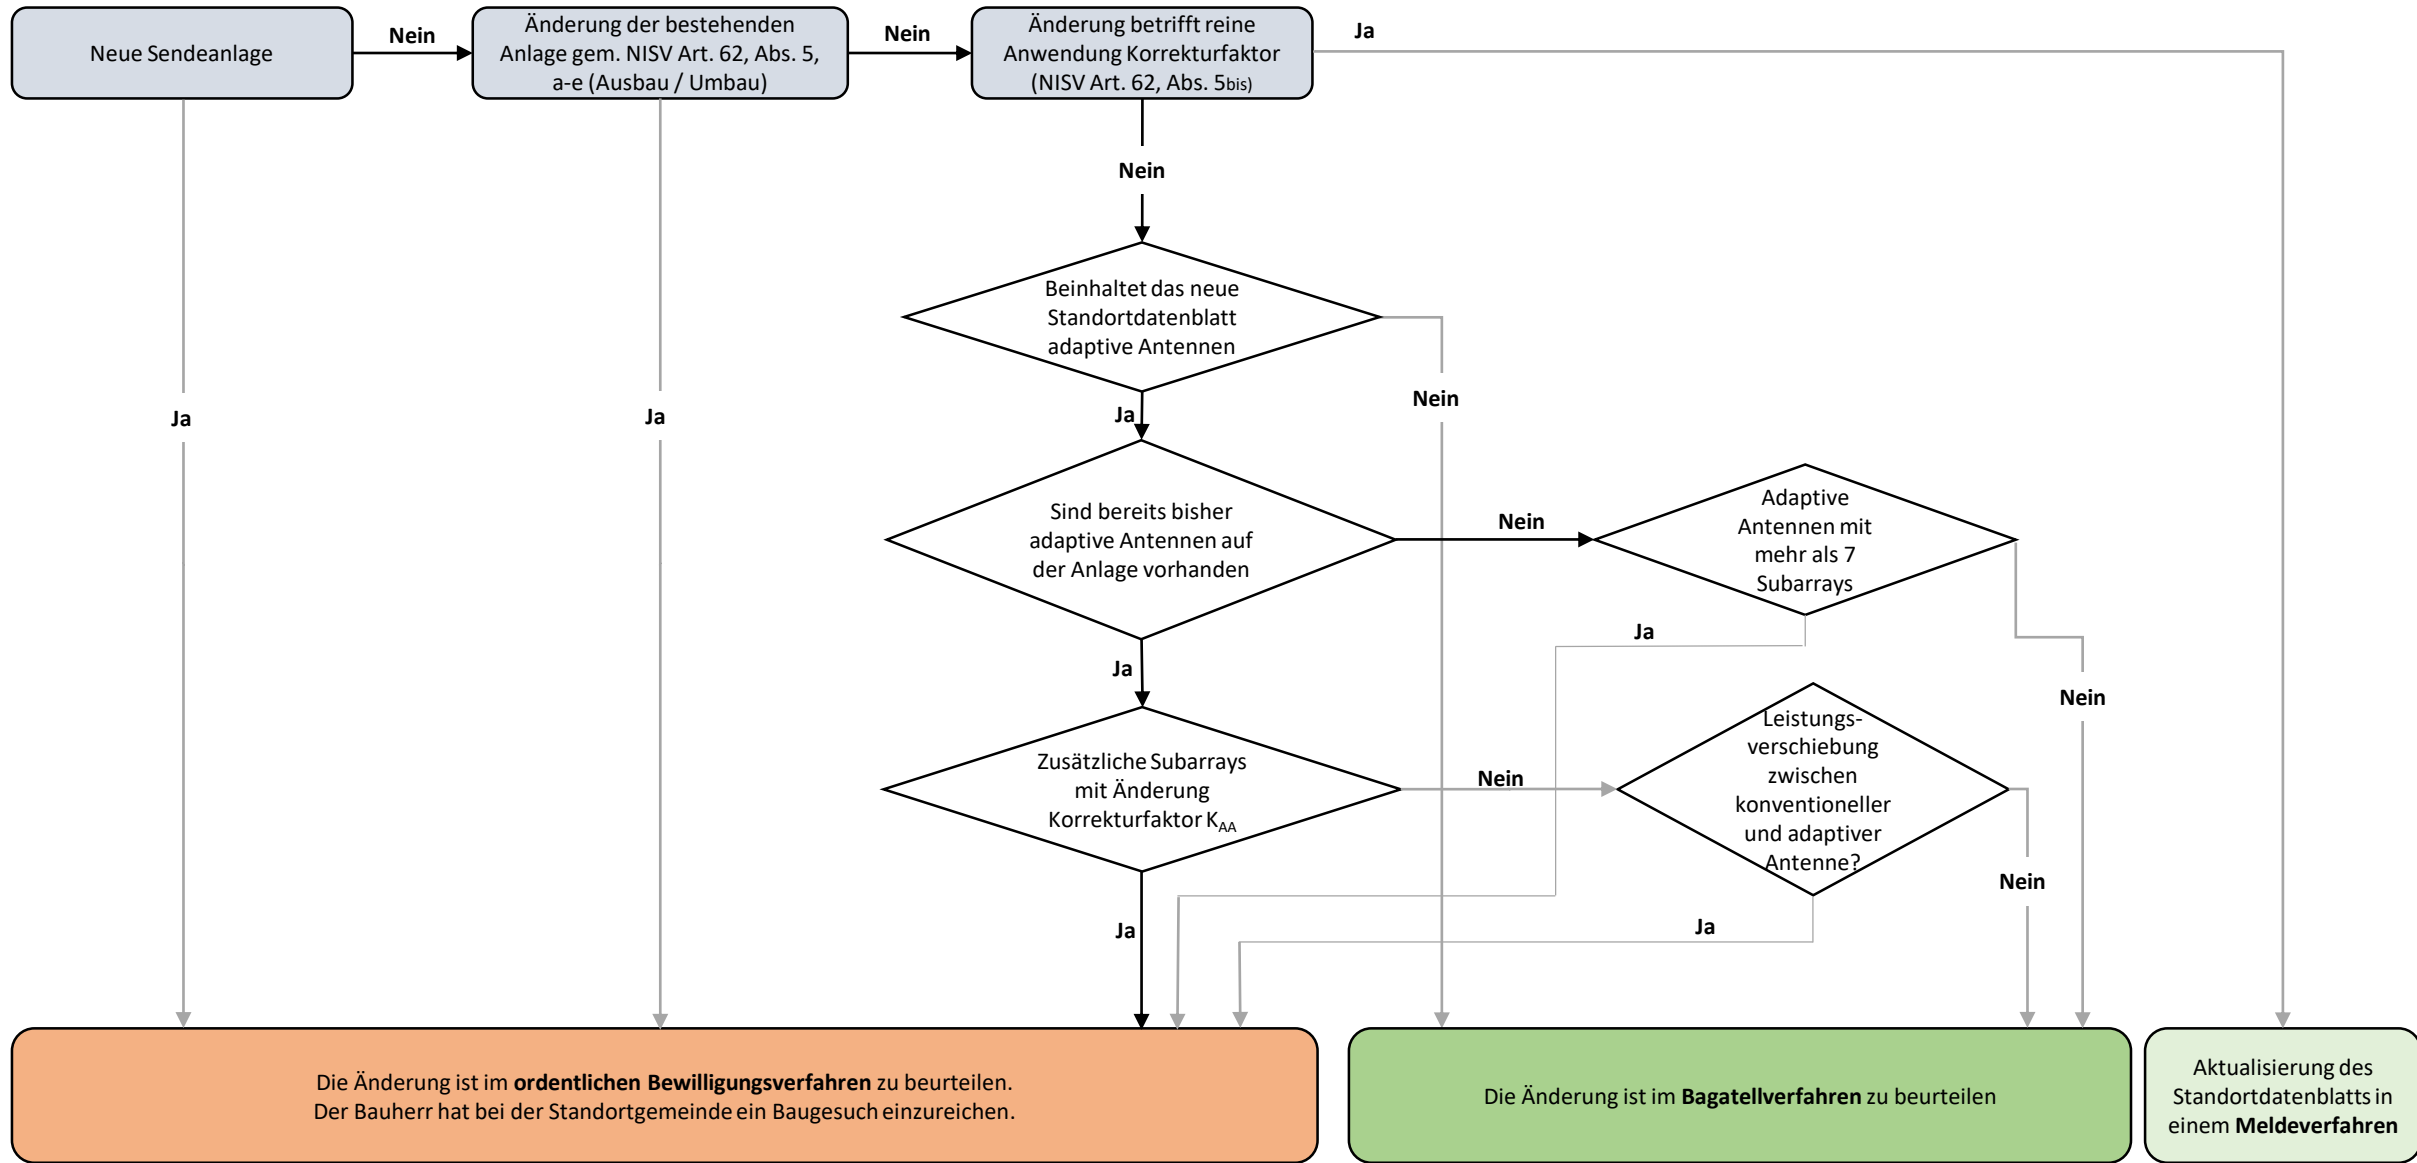 Neue Sendeanlage
Nein
Änderung der bestehenden
Anlage gem. NISV Art. 62, Abs. 5,
a-e (Ausbau / Umbau)
Nein
Änderung betrifft reine
Anwendung Korrekturfaktor
(NISV Art. 62, Abs. 5bis)
Ja
Nein
Beinhaltet das neue
Standortdatenblatt
adaptive Antennen
Ja
Ja
Ja
Nein
Sind bereits bisher
adaptive Antennen auf
der Anlage vorhanden
Nein
Adaptive
Antennen mit
mehr als 7
Subarrays
Ja
Ja
Nein
Zusätzliche Subarrays
mit Änderung
Korrekturfaktor KAA
Nein
Leistungs-
verschiebung
zwischen
konventioneller
und adaptiver
Antenne?
Nein
Ja
Ja
Die Änderung ist im ordentlichen Bewilligungsverfahren zu beurteilen.
Der Bauherr hat bei der Standortgemeinde ein Baugesuch einzureichen.
Die Änderung ist im Bagatellverfahren zu beurteilen
Aktualisierung des
Standortdatenblatts in
einem Meldeverfahren